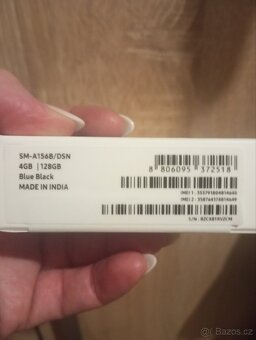 SM-A156B/DSN
4GB | 128GB
Blue Black
MADE IN INDIA
8 806095 372518
Bazos.cz